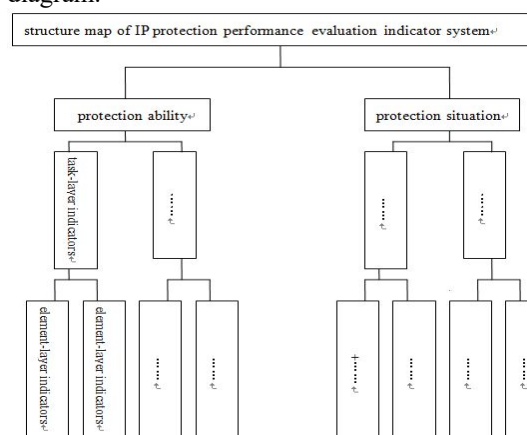 diagram.
structure map of IP protection performance evaluation indicator system↵
protection ability↵
protection situation↵
task-layer indicators↵
……↵
……↵
……↵
element-layer indicators↵
element-layer indicators↵
……↵
……↵
+……↵
……↵
……↵
……↵